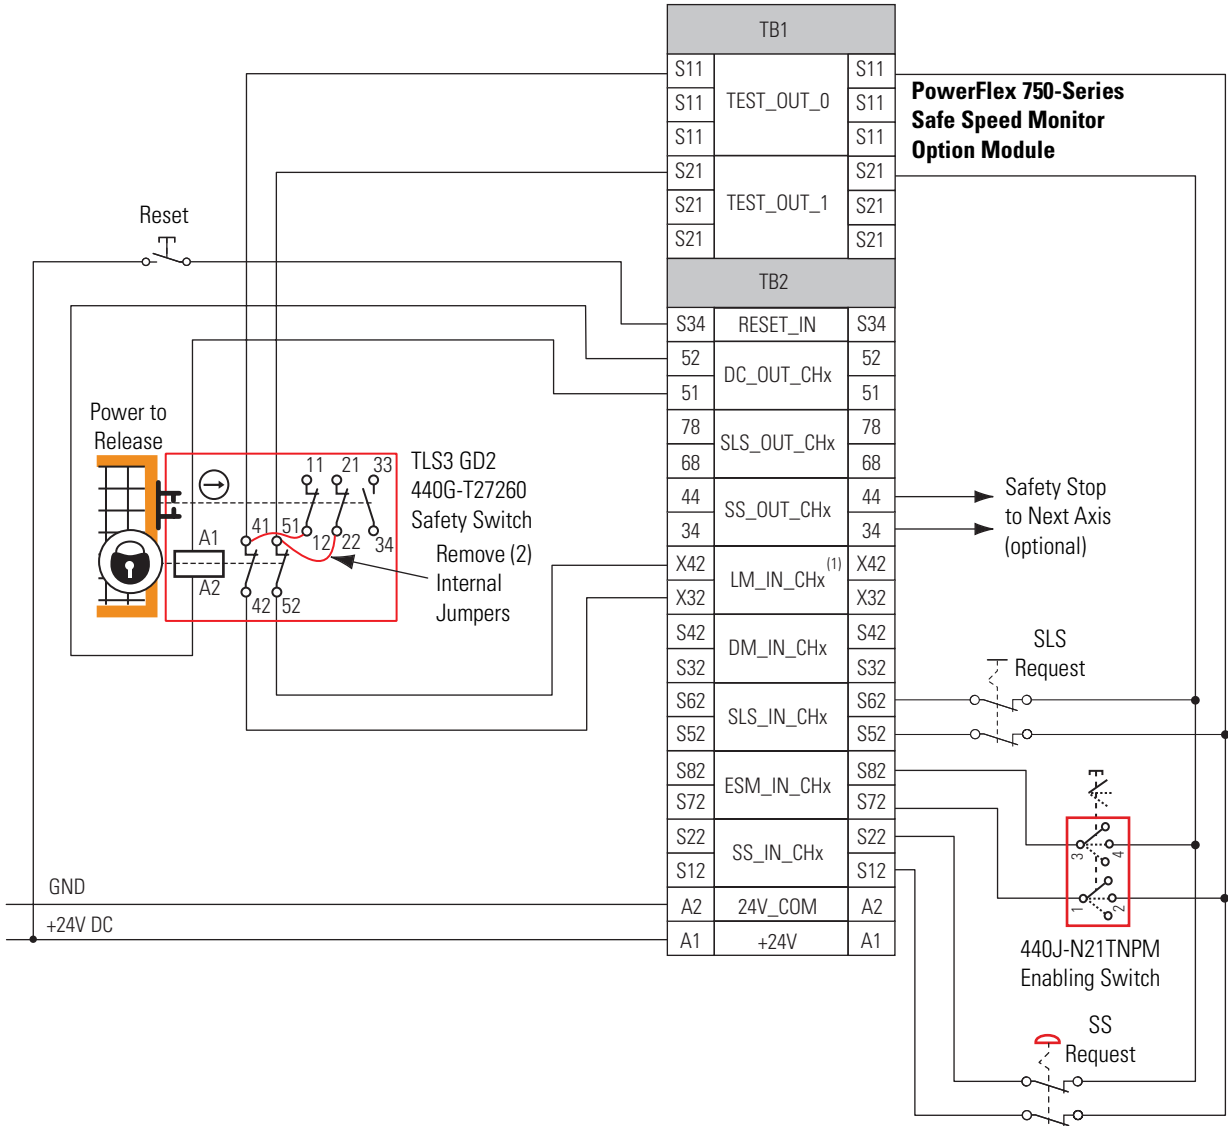 TB1
S11 TEST_OUT_0 S11
S11 S11
S11 S11
S21 TEST_OUT_1 S21
S21 S21
S21 S21
PowerFlex 750-Series
Safe Speed Monitor
Option Module
Reset
TB2
S34 RESET_IN S34
52 DC_OUT_CHx 52
51 51
78 SLS_OUT_CHx 78
68 68
44 SS_OUT_CHx 44
34 34
X42 LM_IN_CHx (1) X42
X32 X32
S42 DM_IN_CHx S42
S32 S32
S62 SLS_IN_CHx S62
S52 S52
S82 ESM_IN_CHx S82
S72 S72
S22 SS_IN_CHx S22
S12 S12
A2 24V_COM A2
A1 +24V A1
Power to
Release
11 21 33
41 51 12 22 34
A1
A2
42 52
TLS3 GD2
440G-T27260
Safety Switch
Remove (2)
Internal
Jumpers
Safety Stop
to Next Axis
(optional)
SLS
Request
3 4
1 2
440J-N21TNPM
Enabling Switch
GND
+24V DC
SS
Request